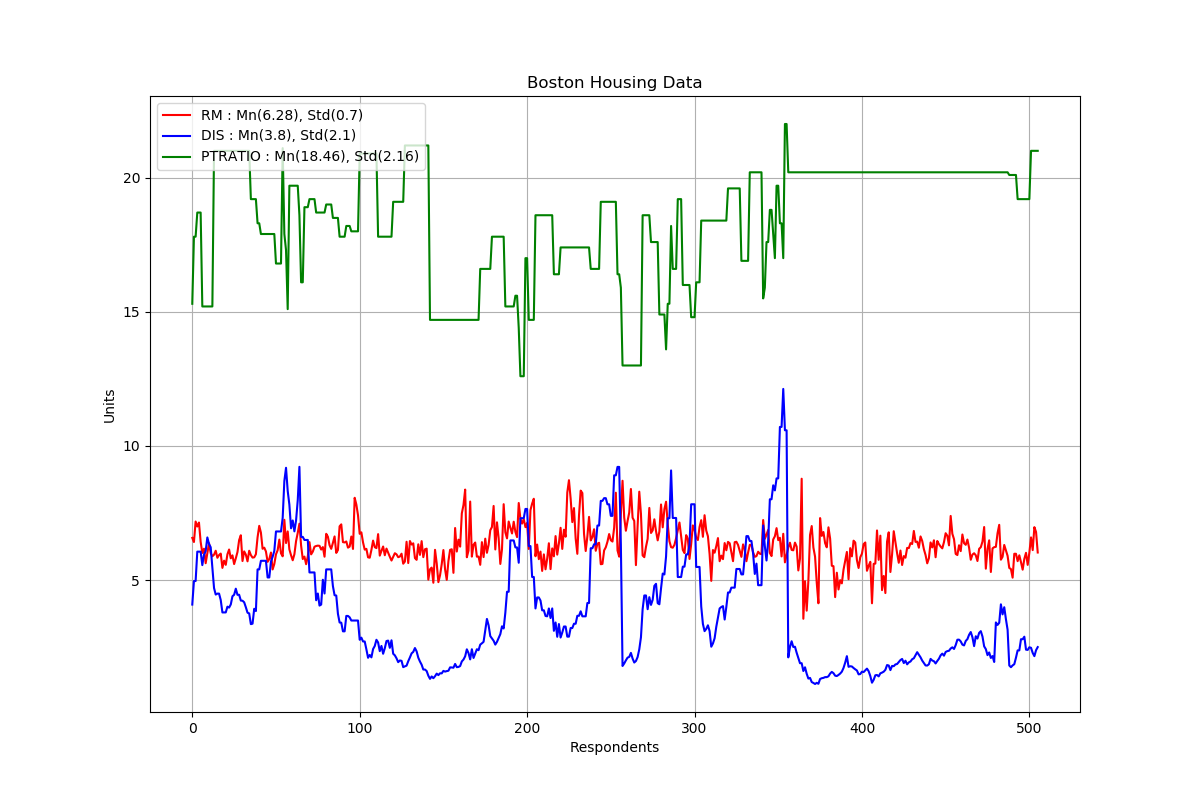 Boston Housing Data
RM : Mn(6.28), Std(0.7)
DIS : Mn(3.8), Std(2.1)
PTRATIO : Mn(18.46), Std(2.16)
20
15
10
5
Units
0 100 200 300 400 500
Respondents